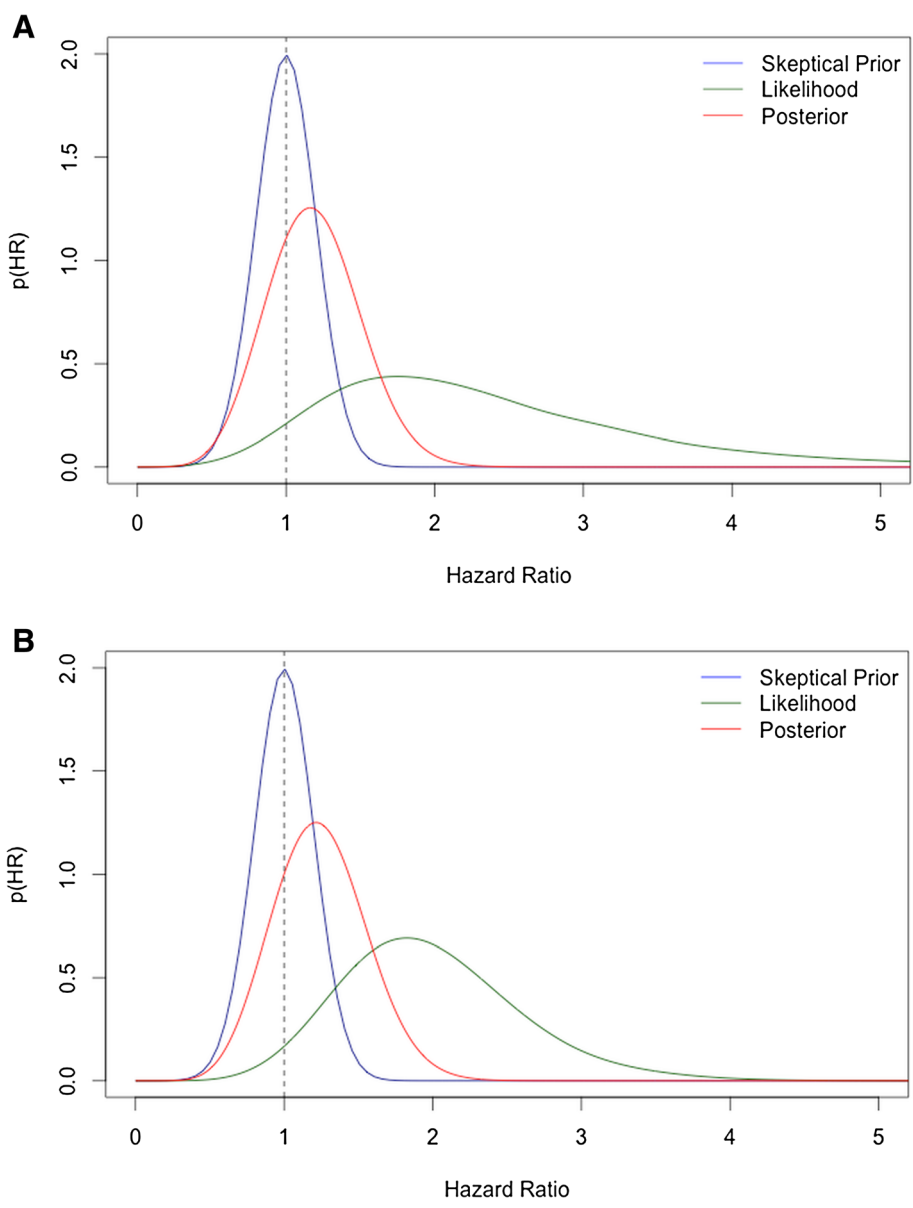 A
2.0
1.5
1.0
0.5
0.0
p(HR)
Skeptical Prior
Likelihood
Posterior
0 1 2 3 4 5
Hazard Ratio
B
2.0
1.5
1.0
0.5
0.0
p(HR)
Skeptical Prior
Likelihood
Posterior
0 1 2 3 4 5
Hazard Ratio